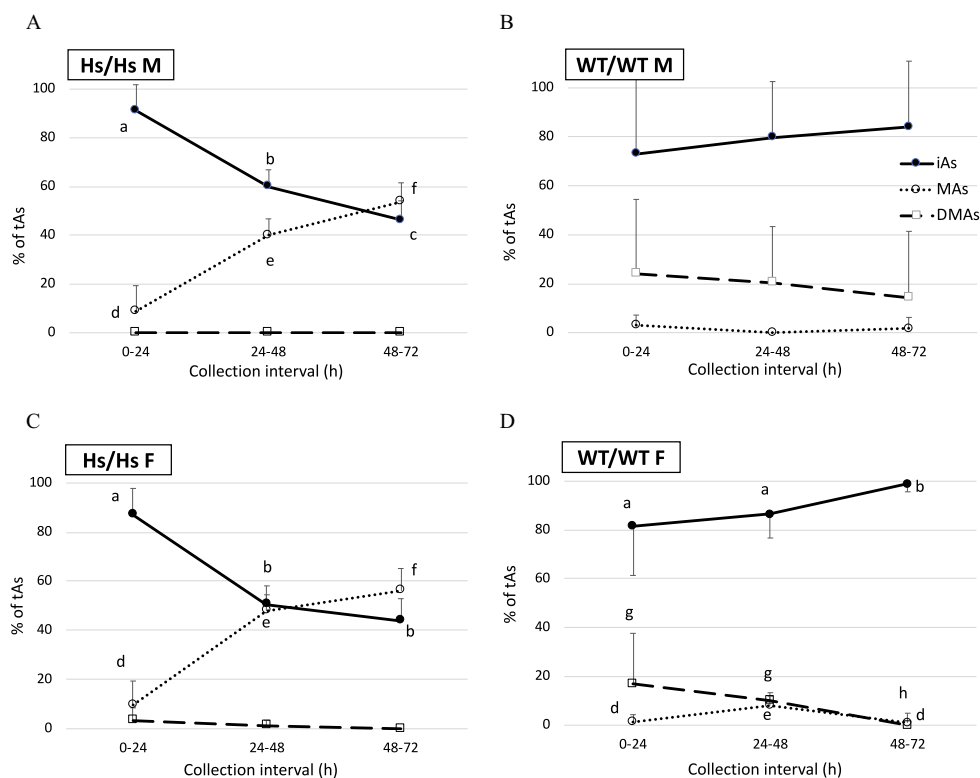 A
Hs/Hs M
100
80
60
40
20
0
% of tAs
a
b
c
d
e
f
0-24
24-48
48-72
Collection interval (h)
B
WT/WT M
100
80
60
40
20
0
% of tAs
iAs
MAs
DMAs
0-24
24-48
48-72
Collection interval (h)
C
Hs/Hs F
100
80
60
40
20
0
% of tAs
a
b
b
d
e
f
0-24
24-48
48-72
Collection interval (h)
D
WT/WT F
100
80
60
40
20
0
% of tAs
a
a
b
g
g
h
d
e
d
0-24
24-48
48-72
Collection interval (h)